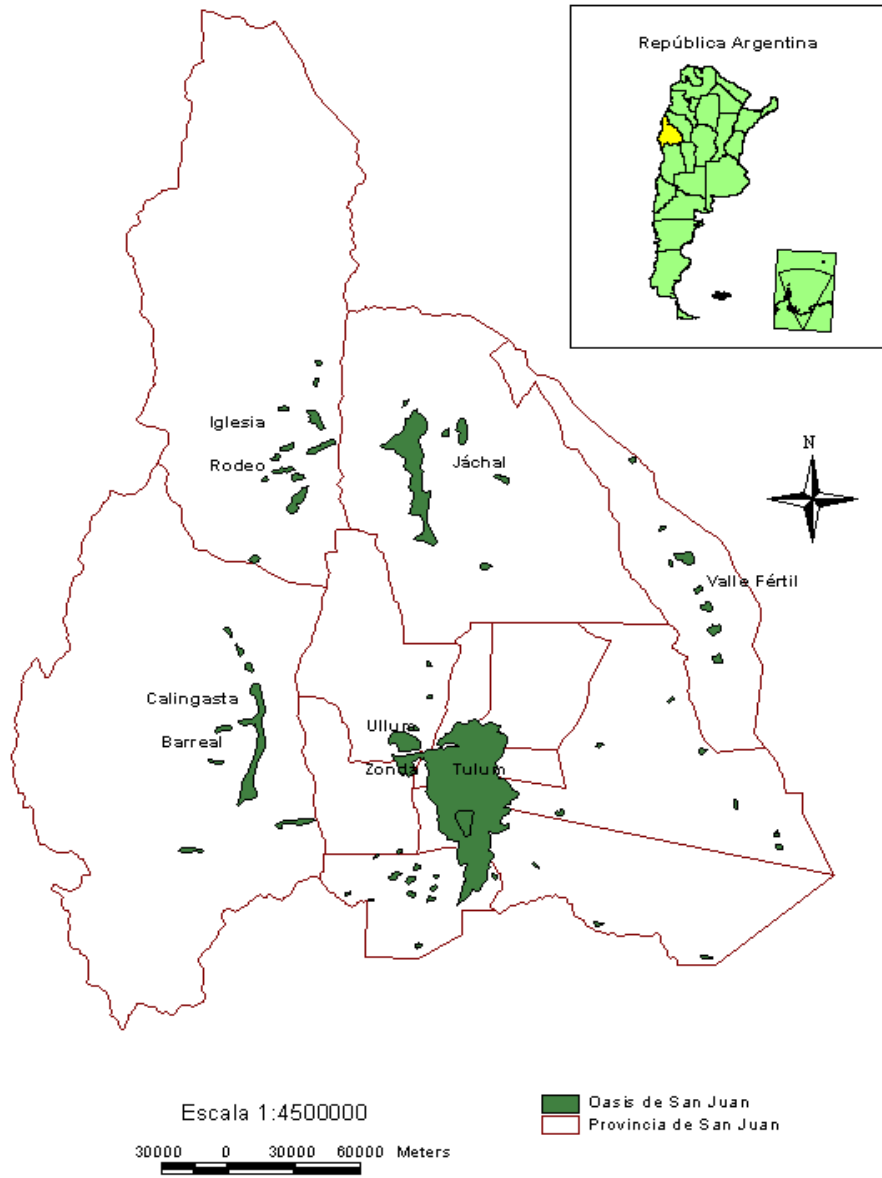 República Argentina
Iglesia
Rodeo
Jáchal
N
Valle Fértil
Calingasta
Barreal
Ullum
Zonda
Tulum
Escala 1:4500000
30000 0 30000 60000 Meters
Oasis de San Juan
Provincia de San Juan